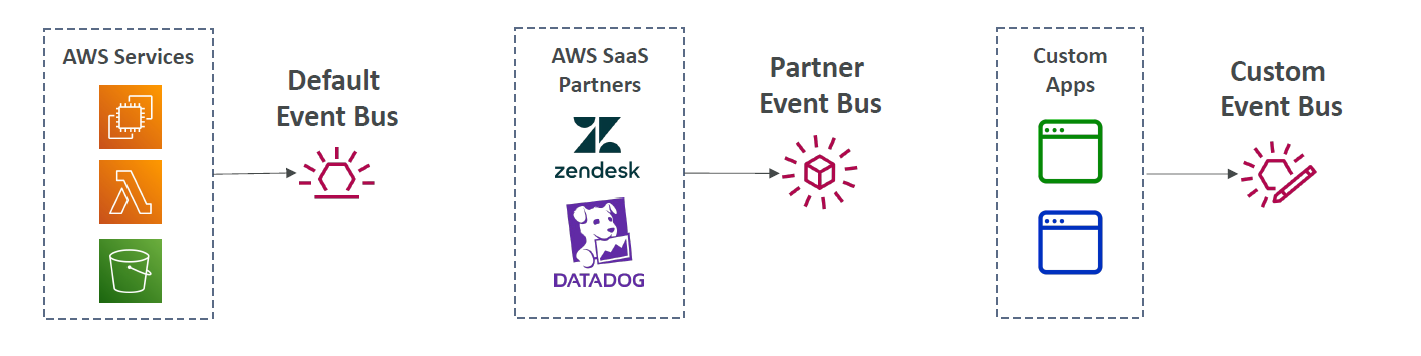 AWS Services
Default
Event Bus
AWS SaaS
Partners
zendesk
DATADOG
Partner
Event Bus
Custom
Apps
Custom
Event Bus